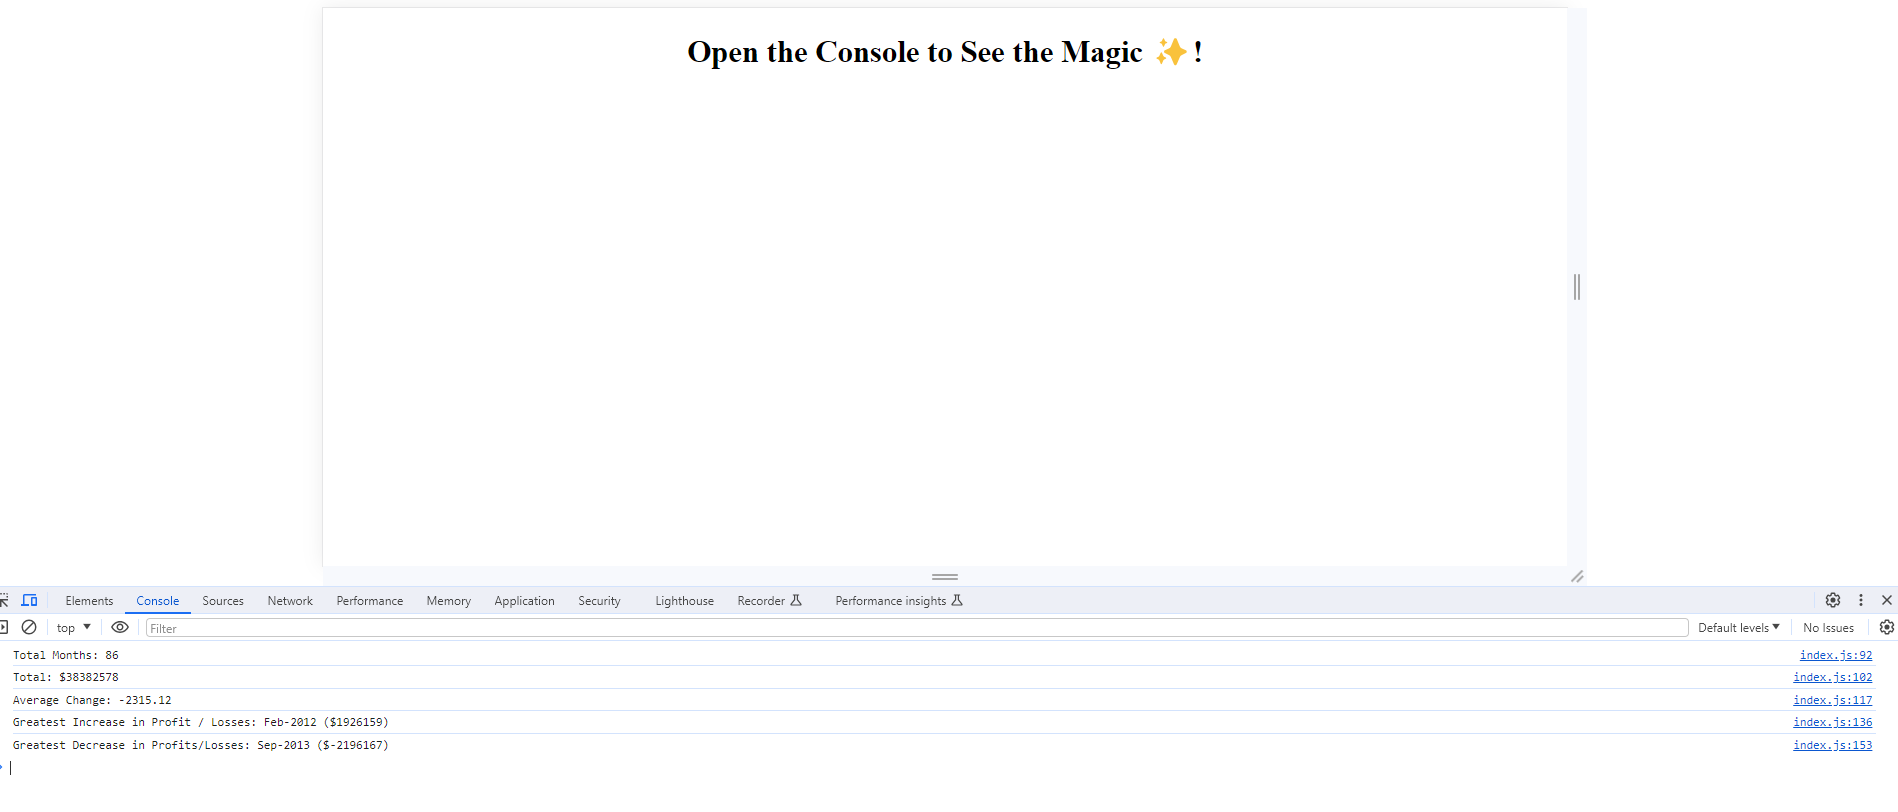 Open the Console to See the Magic ✨!
Elements Console Sources Network Performance Memory Application Security Lighthouse Recorder Performance insights
top Filter Default levels No Issues
Total Months: 86 index.js:92
Total: $38382578 index.js:102
Average Change: -2315.12 index.js:117
Greatest Increase in Profit / Losses: Feb-2012 ($1926159) index.js:136
Greatest Decrease in Profits/Losses: Sep-2013 ($-2196167) index.js:153